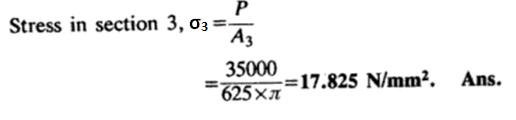 Stress in section 3, σ3 = P/A3
= 35000/625×π = 17.825 N/mm². Ans.